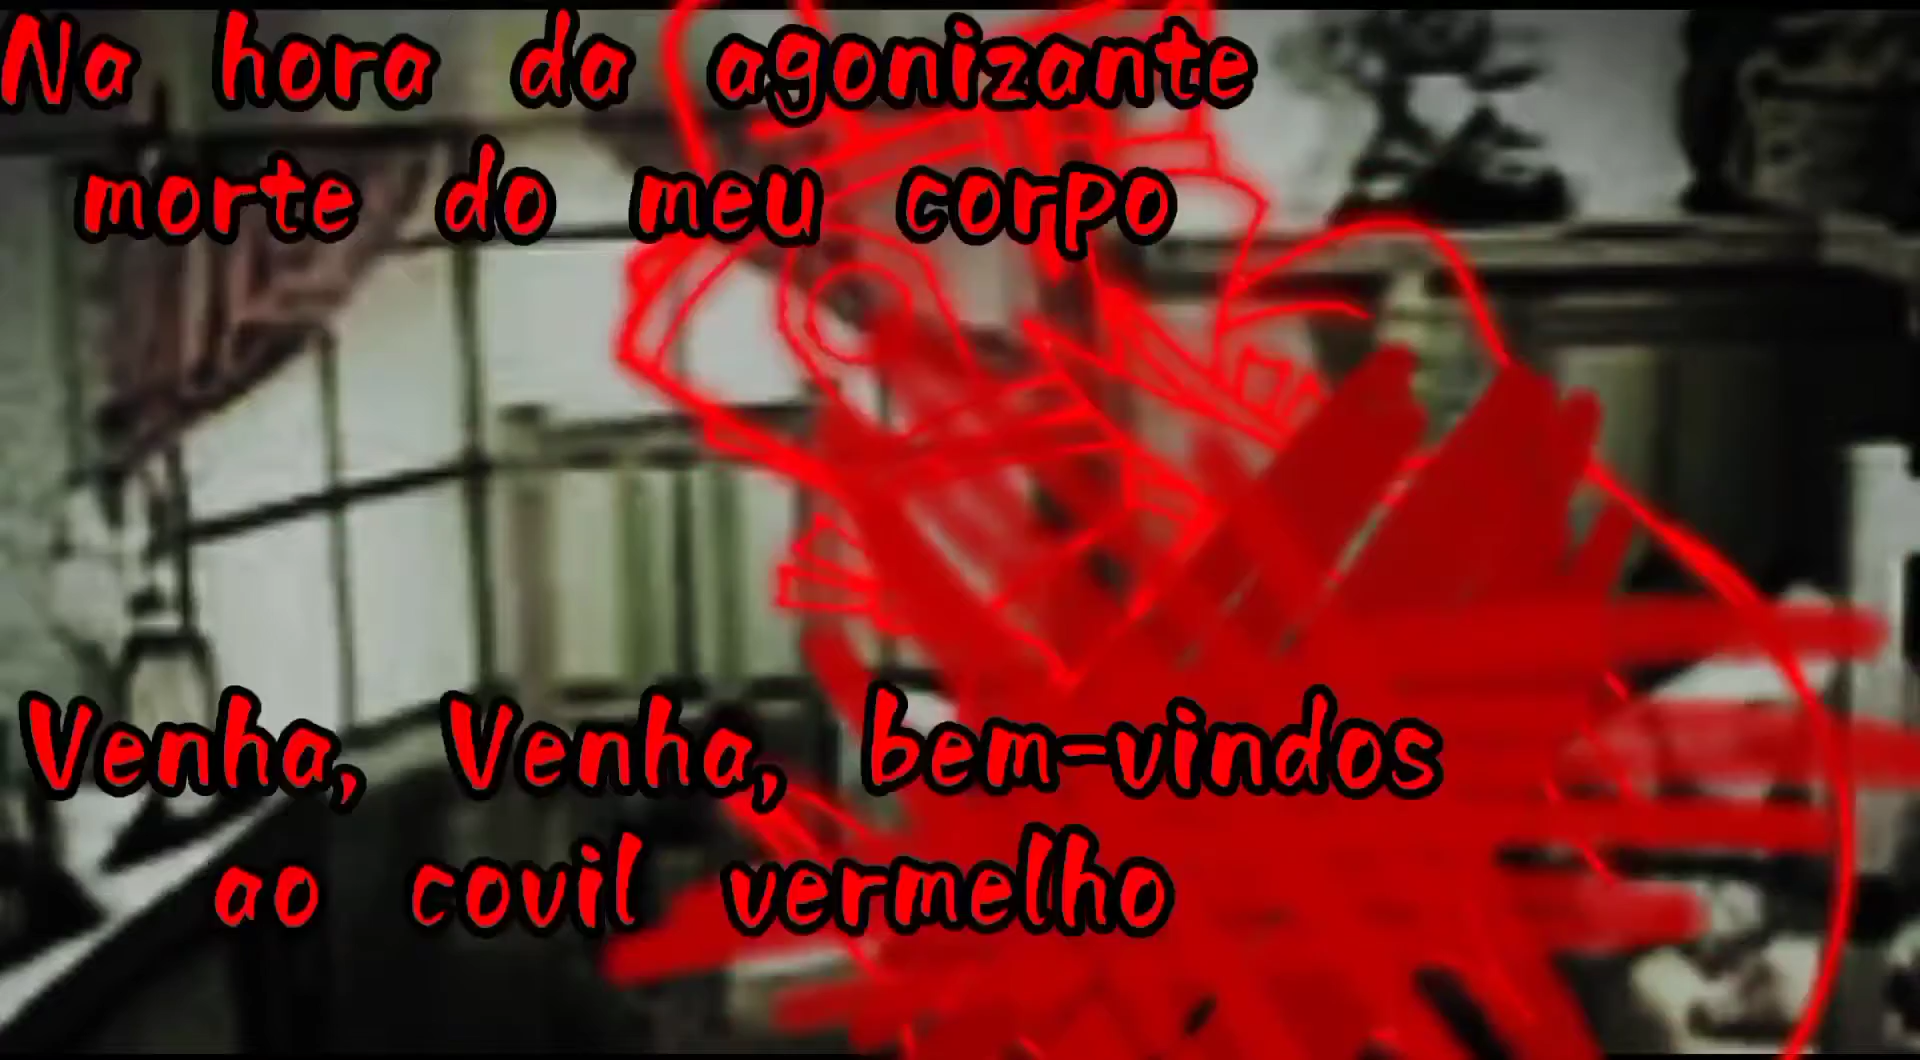 Na hora da agonizante
morte do meu corpo
Venha, Venha, bem-vindos
ao covil vermelho